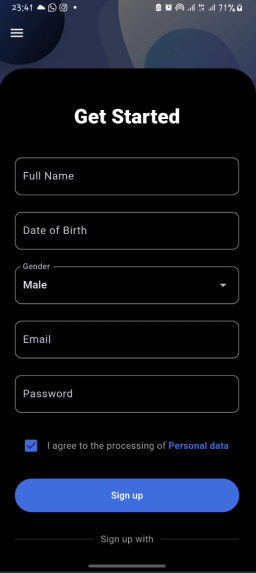 23:41
71%
Get Started
Full Name
Date of Birth
Gender
Male
Email
Password
I agree to the processing of Personal data
Sign up
Sign up with